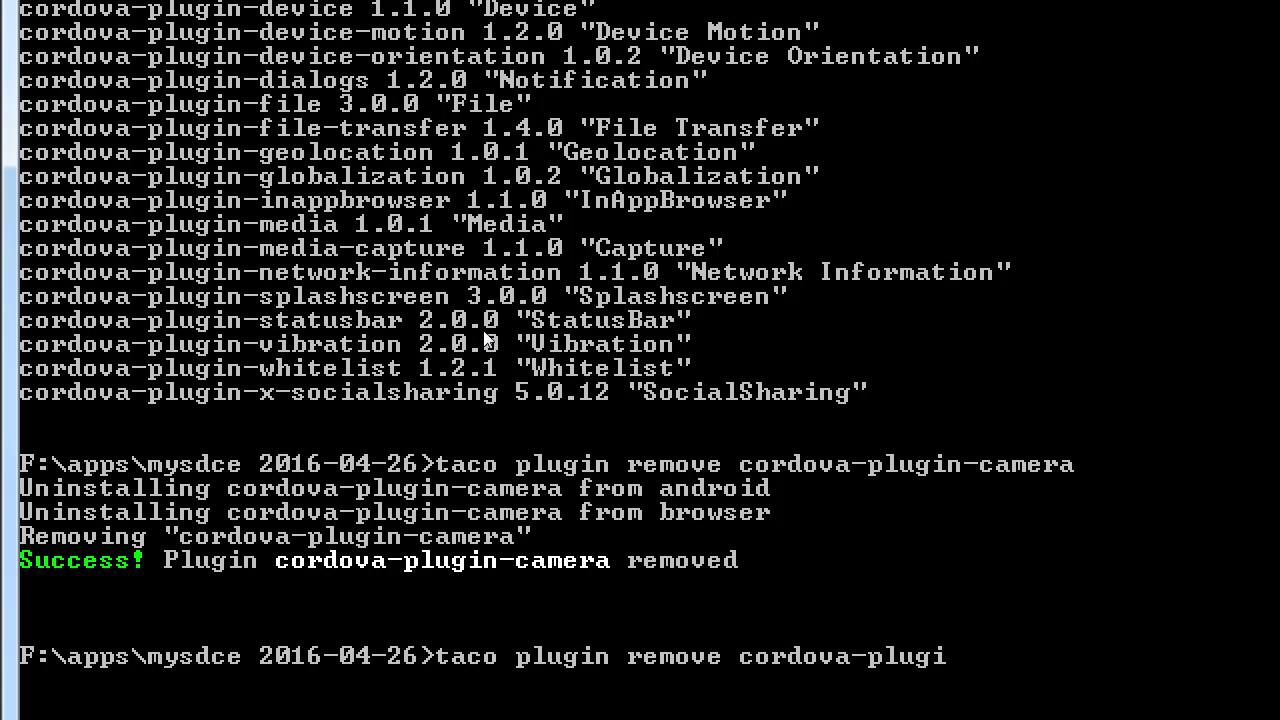 cordova-plugin-device 1.1.0 "Device"
cordova-plugin-device-motion 1.2.0 "Device Motion"
cordova-plugin-device-orientation 1.0.2 "Device Orientation"
cordova-plugin-dialogs 1.2.0 "Notification"
cordova-plugin-file 3.0.0 "File"
cordova-plugin-file-transfer 1.4.0 "File Transfer"
cordova-plugin-geolocation 1.0.1 "Geolocation"
cordova-plugin-globalization 1.0.2 "Globalization"
cordova-plugin-inappbrowser 1.1.0 "InAppBrowser"
cordova-plugin-media 1.0.1 "Media"
cordova-plugin-media-capture 1.1.0 "Capture"
cordova-plugin-network-information 1.1.0 "Network Information"
cordova-plugin-splashscreen 3.0.0 "Splashscreen"
cordova-plugin-statusbar 2.0.0 "StatusBar"
cordova-plugin-vibration 2.0.0 "Vibration"
cordova-plugin-whitelist 1.2.1 "Whitelist"
cordova-plugin-x-socialsharing 5.0.12 "SocialSharing"
F:\apps\mysdce 2016-04-26>taco plugin remove cordova-plugin-camera
Uninstalling cordova-plugin-camera from android
Uninstalling cordova-plugin-camera from browser
Removing "cordova-plugin-camera"
Success! Plugin cordova-plugin-camera removed
F:\apps\mysdce 2016-04-26>taco plugin remove cordova-plugi